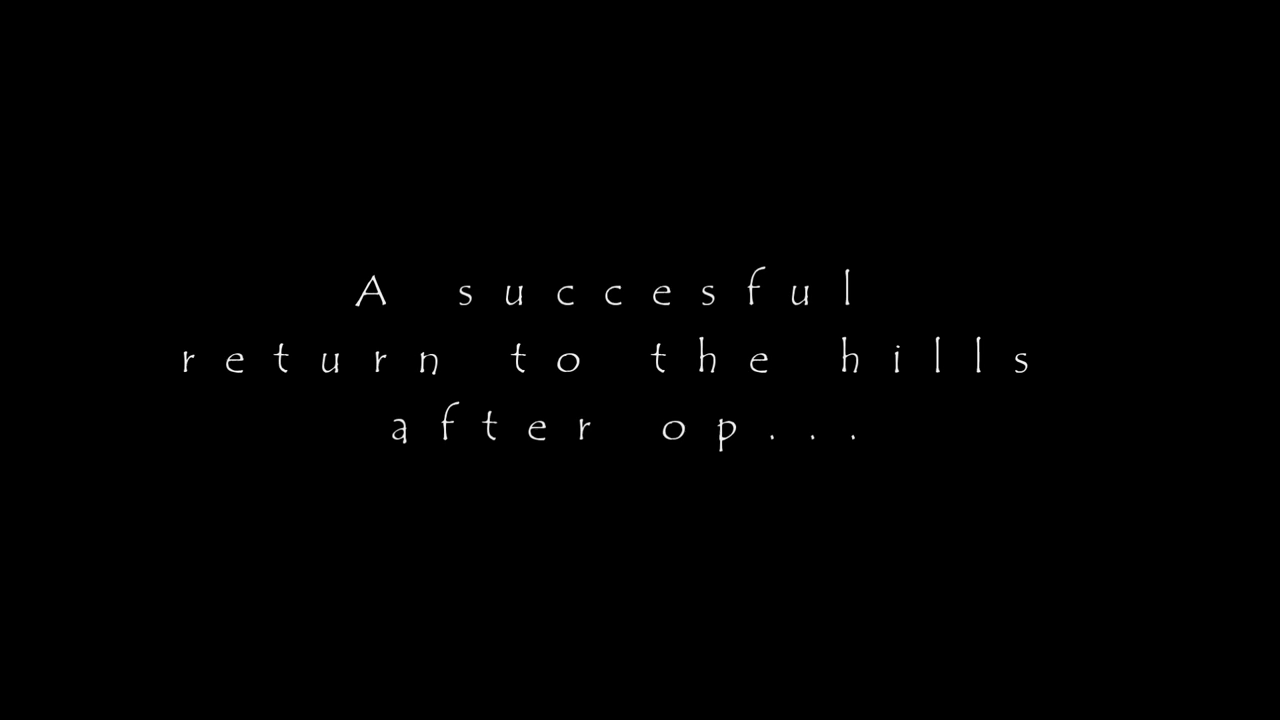 A succesful
return to the hills
after op...